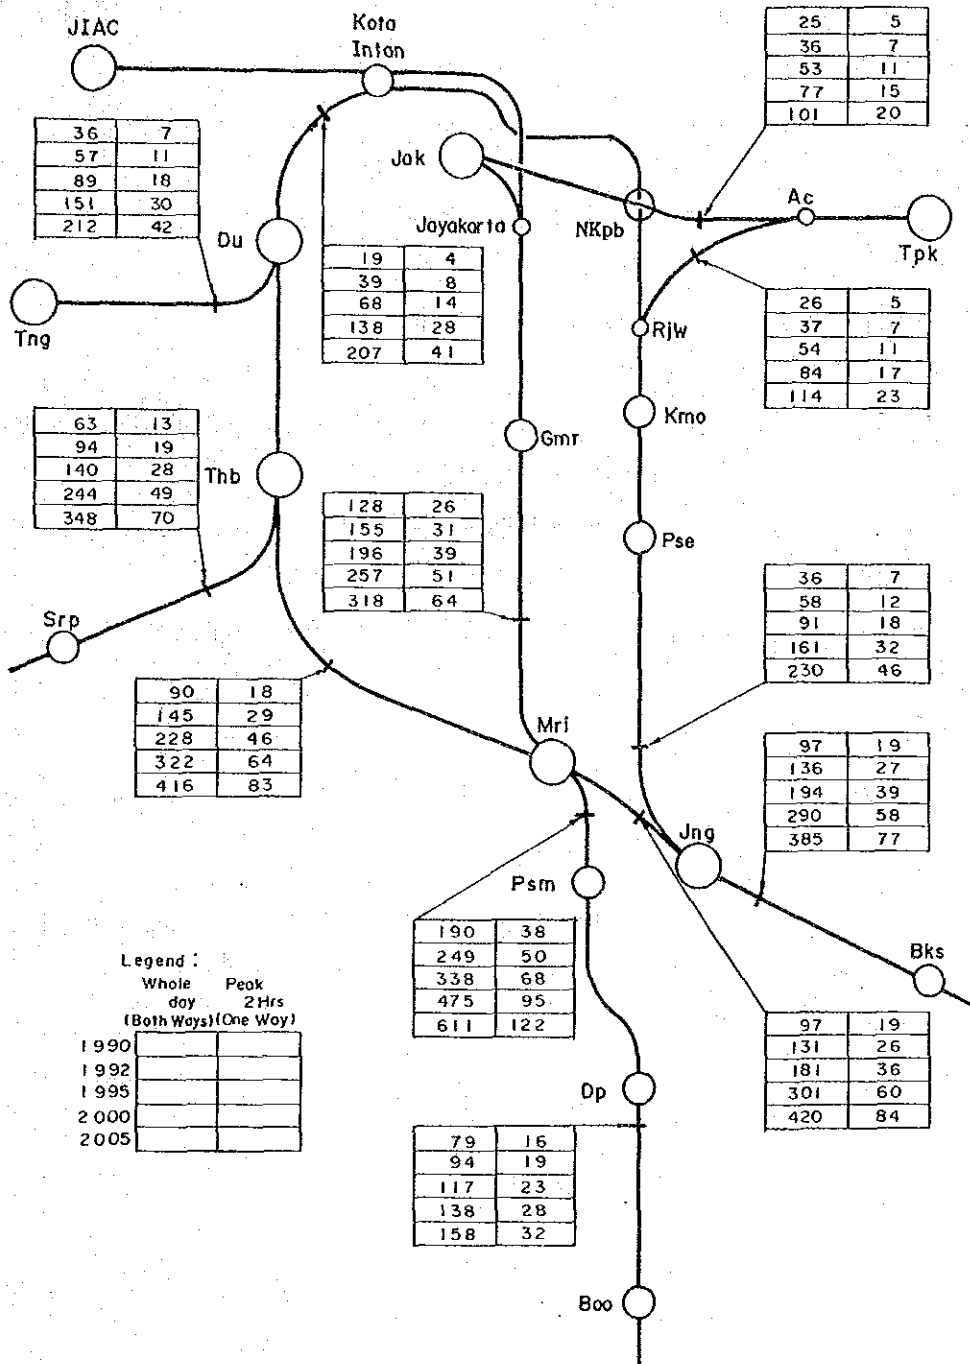 JIAC
Kota
Intan
25 5
36 7
53 11
77 15
101 20
36 7
57 11
89 18
151 30
212 42
Jak
Ac
Du
Jayakarta
NKpb
Tpk
19 4
39 8
68 14
138 28
207 41
26 5
37 7
54 11
84 17
114 23
Tng
RjW
63 13
94 19
140 28
244 49
348 70
Kmo
Gmr
Thb
128 26
155 31
196 39
257 51
318 64
Pse
36 7
58 12
91 18
161 32
230 46
Srp
90 18
145 29
228 46
322 64
416 83
Mri
97 19
136 27
194 39
290 58
385 77
Jng
Psm
190 38
249 50
338 68
475 95
611 122
Bks
Legend :
Whole Peak
day 2Hrs
(Both Ways) (One Way)
1990
1992
1995
2000
2005
97 19
131 26
181 36
301 60
420 84
Dp
79 16
94 19
117 23
138 28
158 32
Boo